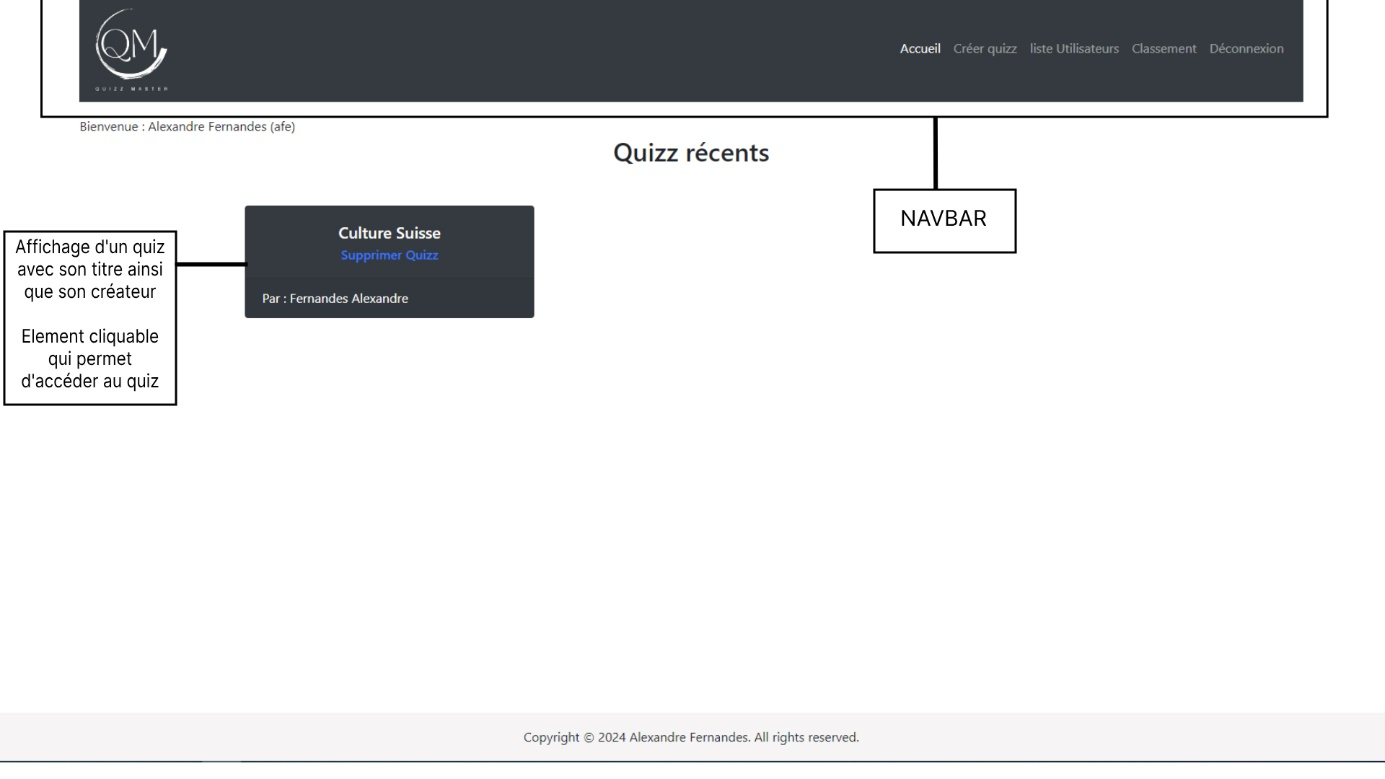 QM
QUIZZ MASTER
Accueil Créer quizz liste Utilisateurs Classement Déconnexion
Bienvenue : Alexandre Fernandes (afe)
Quizz récents
NAVBAR
Culture Suisse
Supprimer Quizz
Par : Fernandes Alexandre
Affichage d'un quiz
avec son titre ainsi
que son créateur
Element cliquable
qui permet
d'accéder au quiz
Copyright © 2024 Alexandre Fernandes. All rights reserved.